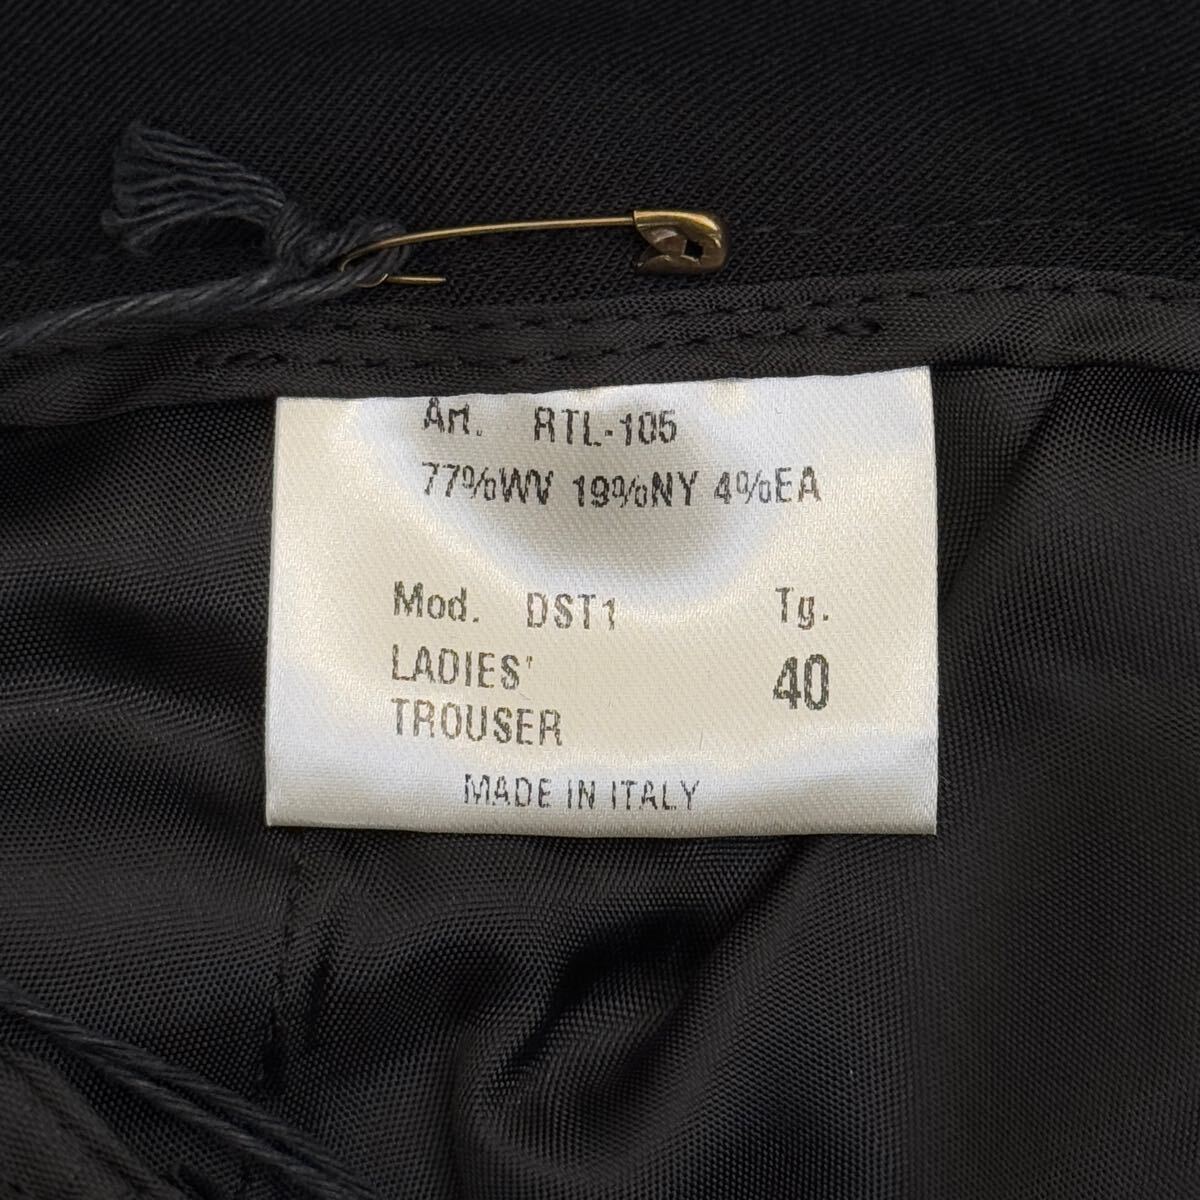 Art. RTL-105
77%WV 19%NY 4%EA
Mod. DST1 Tg.
LADIES' 40
TROUSER
MADE IN ITALY